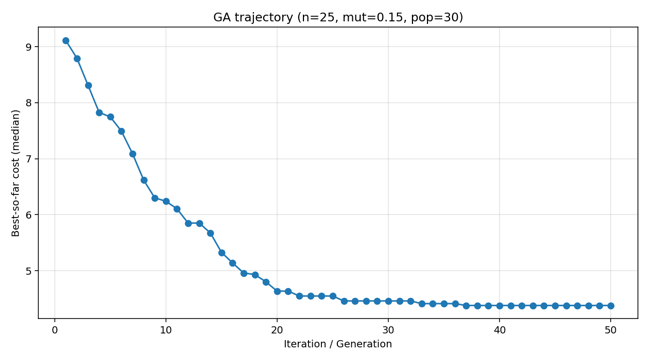 GA trajectory (n=25, mut=0.15, pop=30)
Best-so-far cost (median)
9
8
7
6
5
0 10 20 30 40 50
Iteration / Generation